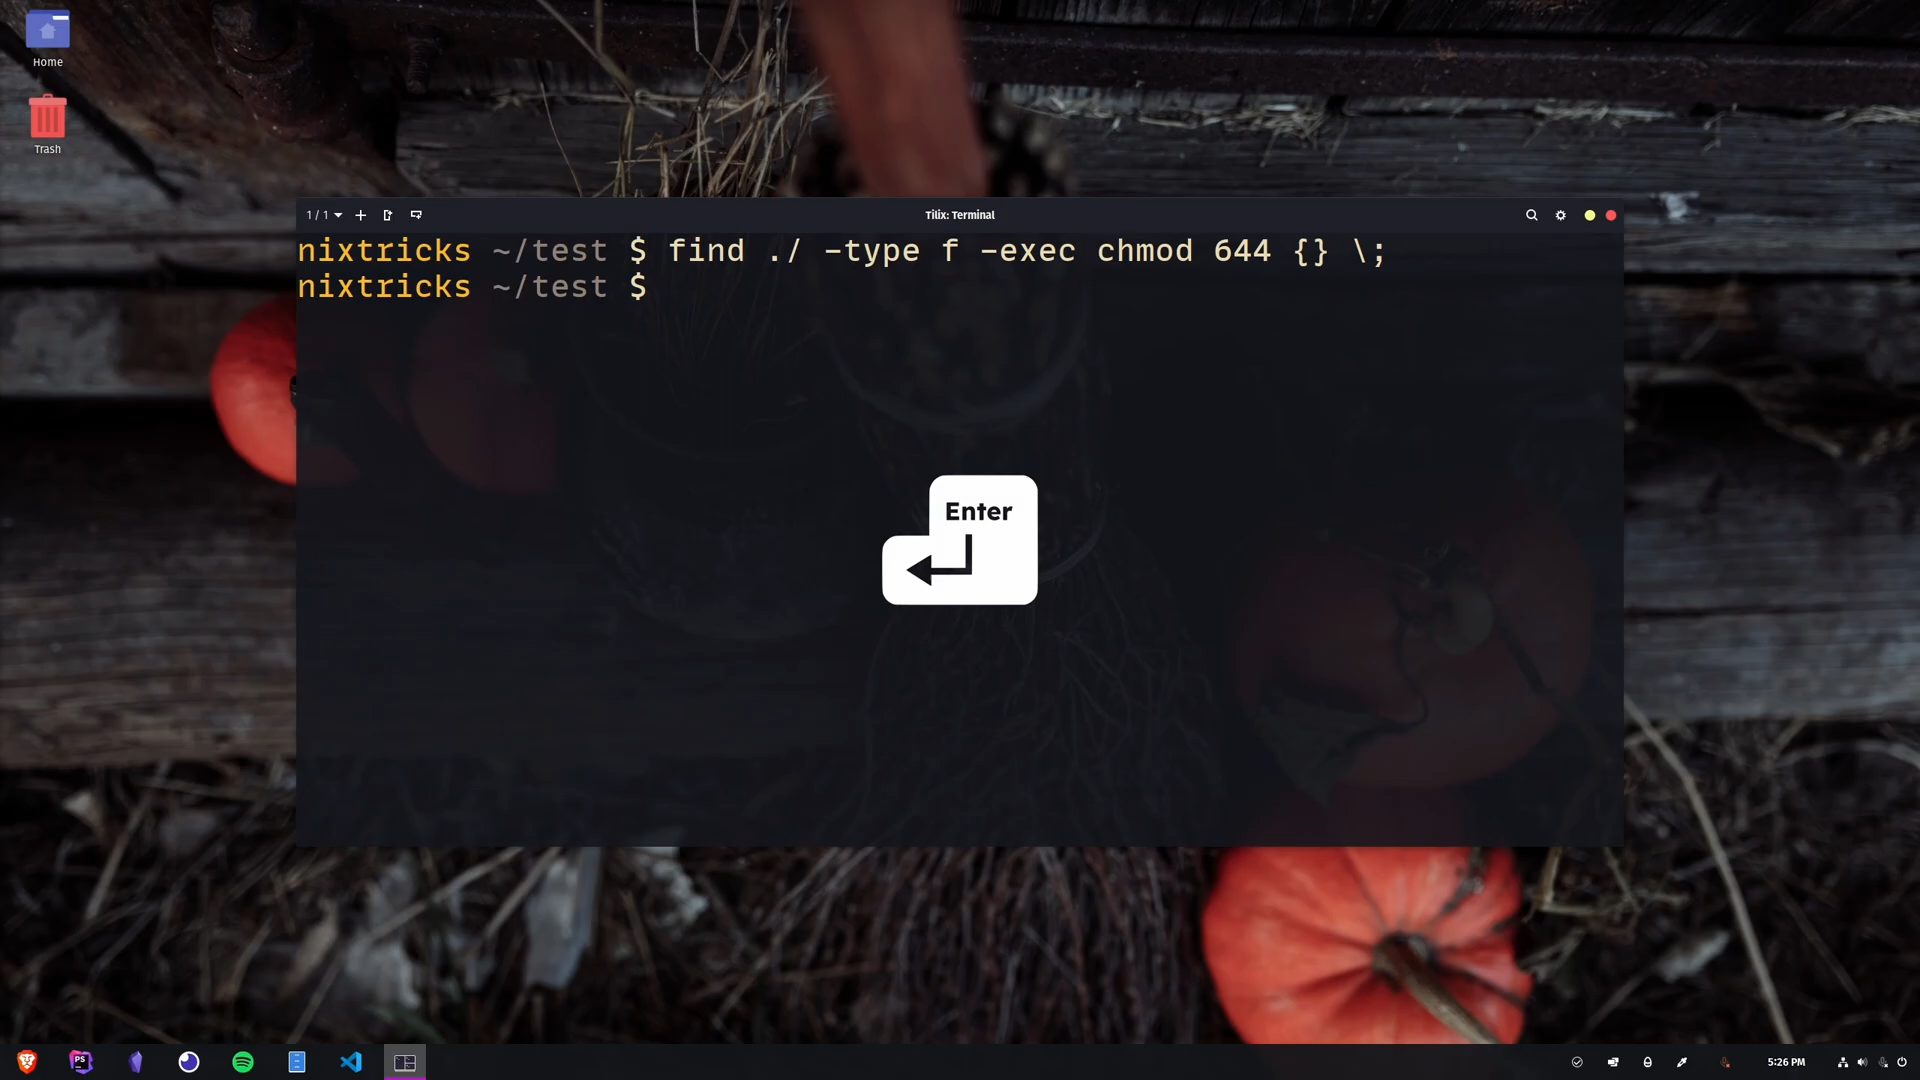 Home
Trash
1 / 1
Tilix: Terminal
nixtricks ~/test $ find ./ -type f -exec chmod 644 {} \;
nixtricks ~/test $
Enter
PS
5:26 PM